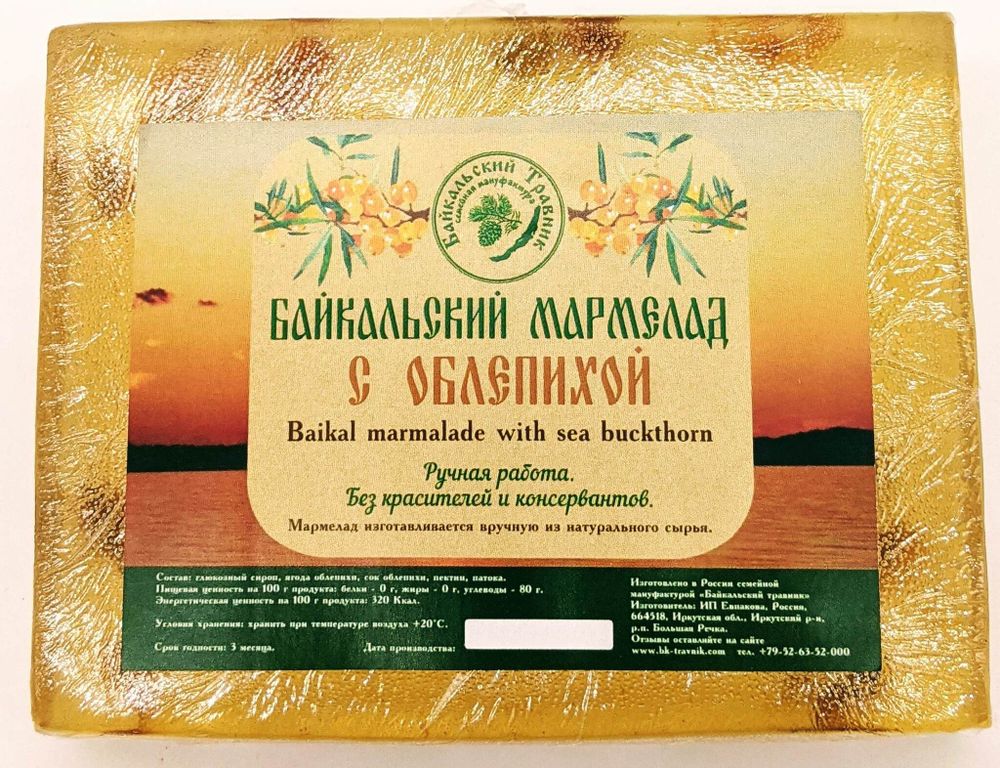 Байкальский Травник
семейная мануфактура
БАЙКАЛЬСКИЙ МАРМЕЛАД
С ОБЛЕПИХОЙ
Baikal marmalade with sea buckthorn
Ручная работа.
Без красителей и консервантов.
Мармелад изготавливается вручную из натурального сырья.
Состав: глюкозный сироп, ягода облепихи, сок облепихи, пектин, патока.
Пищевая ценность на 100 г продукта: белки - 0 г, жиры - 0 г, углеводы - 80 г.
Энергетическая ценность на 100 г продукта: 320 Ккал.
Условия хранения: хранить при температуре воздуха +20°С.
Срок годности: 3 месяца. Дата производства:
Изготовлено в России семейной
мануфактурой «Байкальский травник»
Изготовитель: ИП Евпакова, Россия,
664518, Иркутская обл., Иркутский р-н,
р.п. Большая Речка.
Отзывы оставляйте на сайте
www.bk-travnik.com тел. +79-52-63-52-000